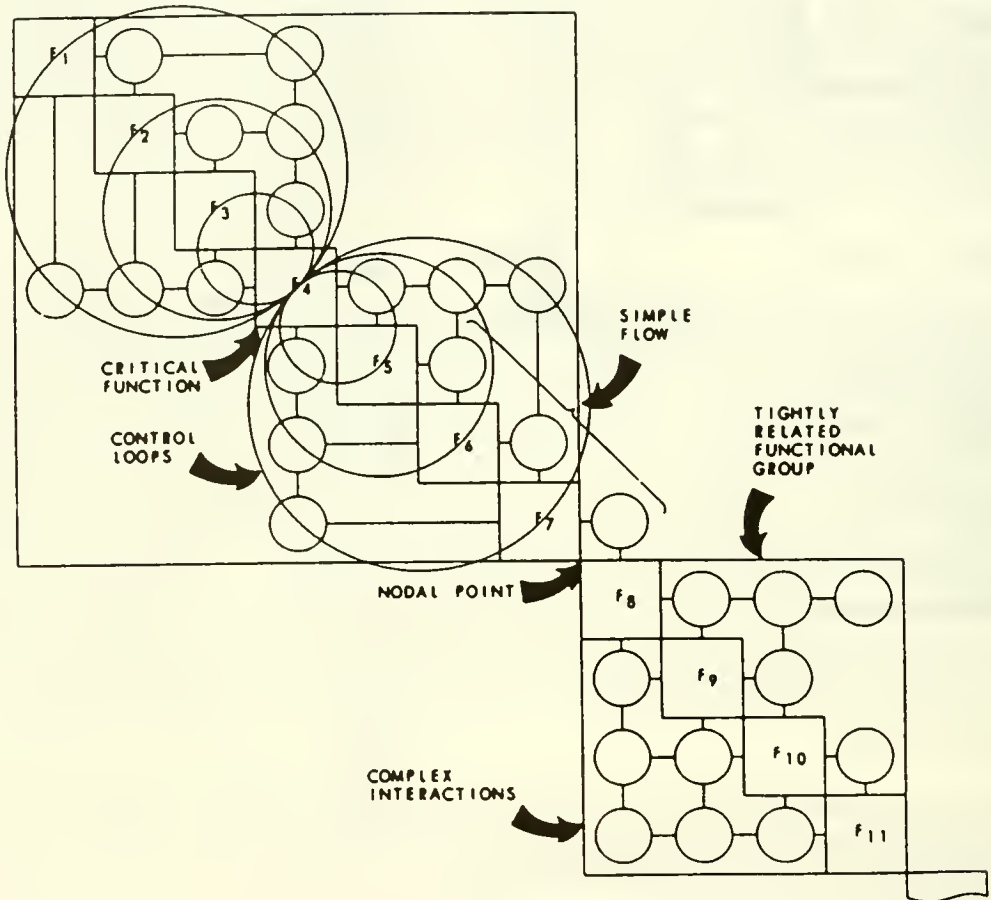 F1
F2
F3
F4
F5
F6
F7
F8
F9
F10
F11
CRITICAL
FUNCTION
CONTROL
LOOPS
SIMPLE
FLOW
TIGHTLY
RELATED
FUNCTIONAL
GROUP
NODAL POINT
COMPLEX
INTERACTIONS